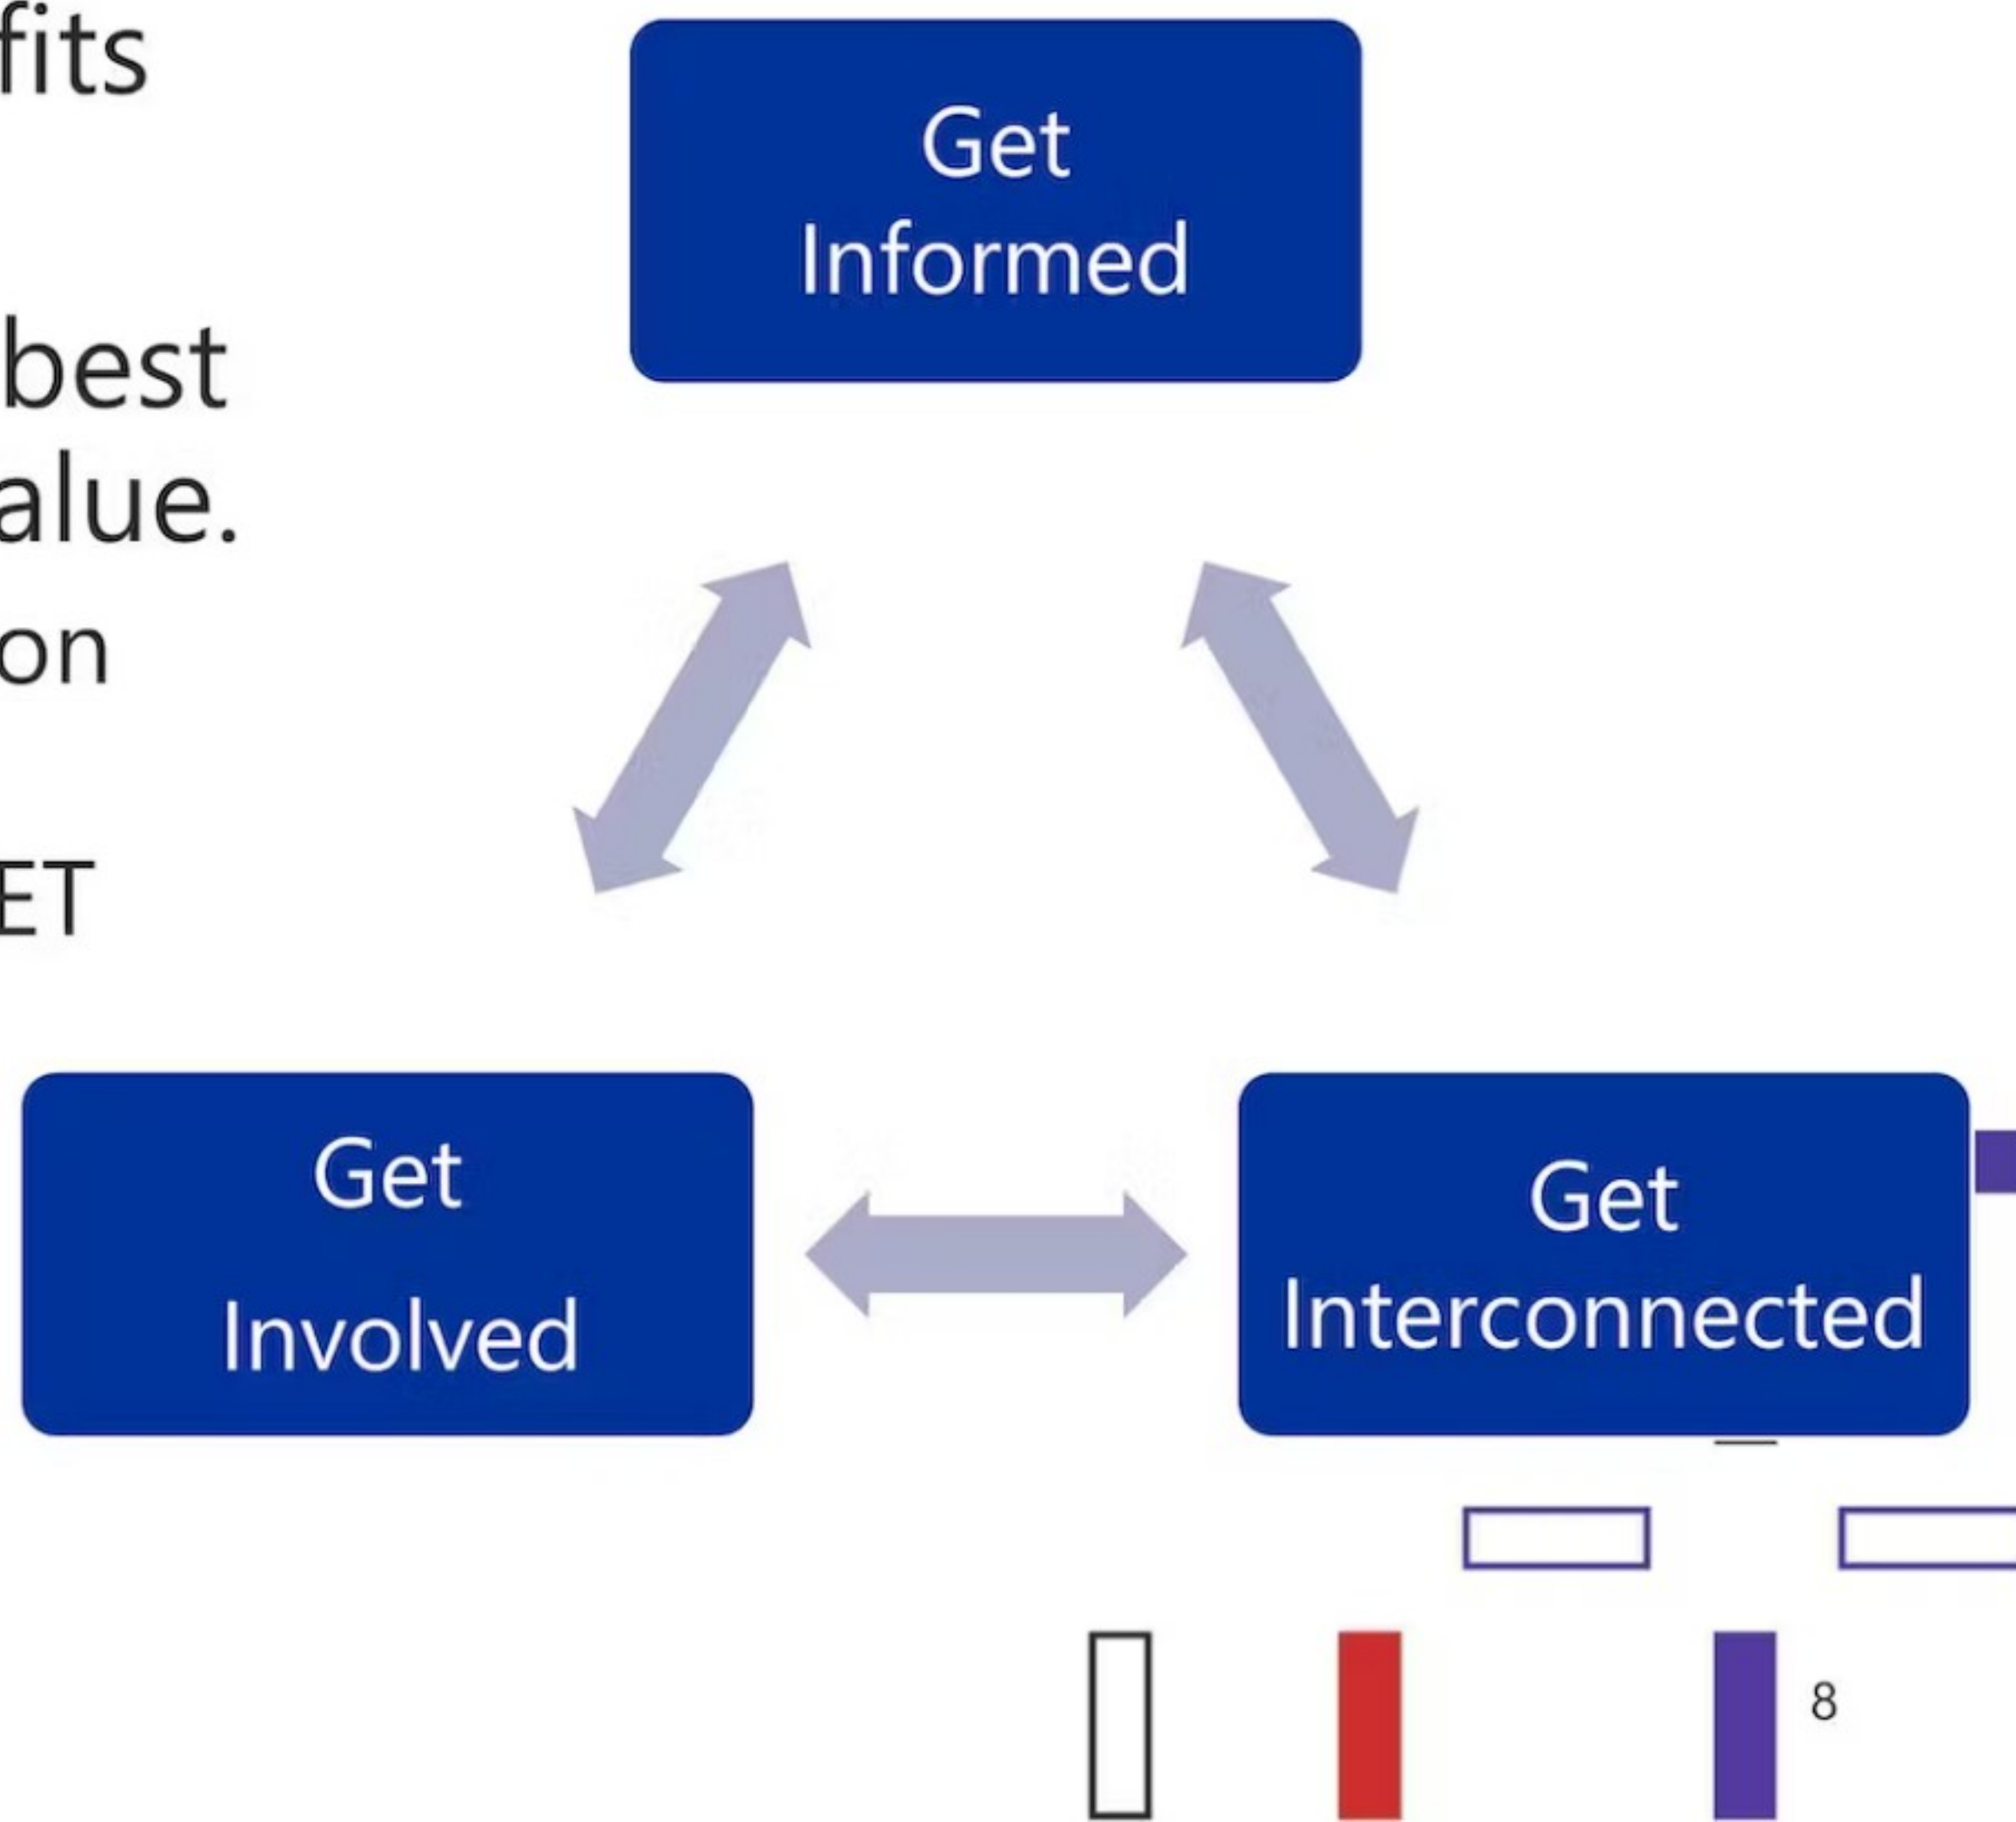 fits
best
alue.
on
ET
Get
Informed
Get
Involved
Get
Interconnected
8